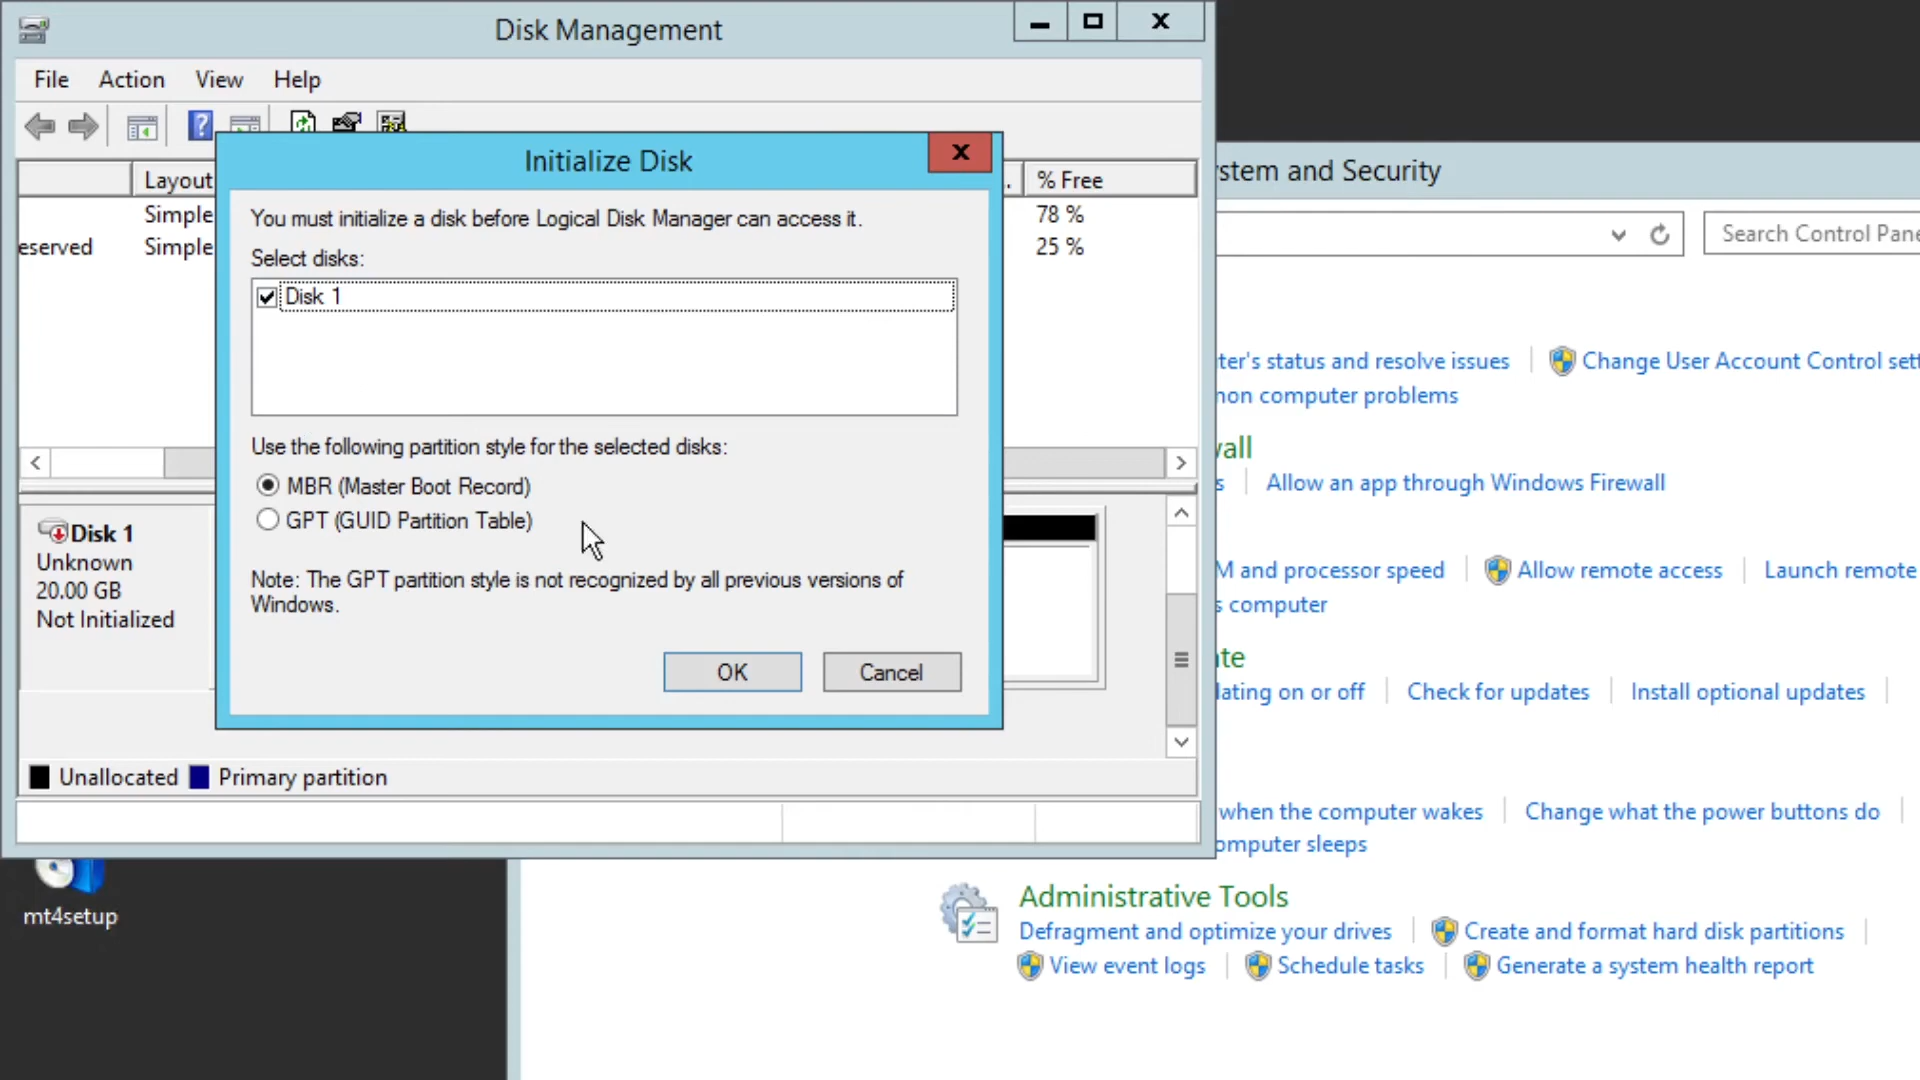 Disk Management
File Action View Help
Layout % Free
Simple 78 %
eserved Simple 25 %
Initialize Disk
You must initialize a disk before Logical Disk Manager can access it.
Select disks:
Disk 1
Use the following partition style for the selected disks:
MBR (Master Boot Record)
GPT (GUID Partition Table)
Note: The GPT partition style is not recognized by all previous versions of
Windows.
OK Cancel
Disk 1
Unknown
20.00 GB
Not Initialized
Unallocated Primary partition
mt4setup
stem and Security
Search Control Pane
ter's status and resolve issues Change User Account Control sett
mon computer problems
wall
s Allow an app through Windows Firewall
M and processor speed Allow remote access Launch remote
s computer
te
dating on or off Check for updates Install optional updates
when the computer wakes Change what the power buttons do
omputer sleeps
Administrative Tools
Defragment and optimize your drives Create and format hard disk partitions
View event logs Schedule tasks Generate a system health report